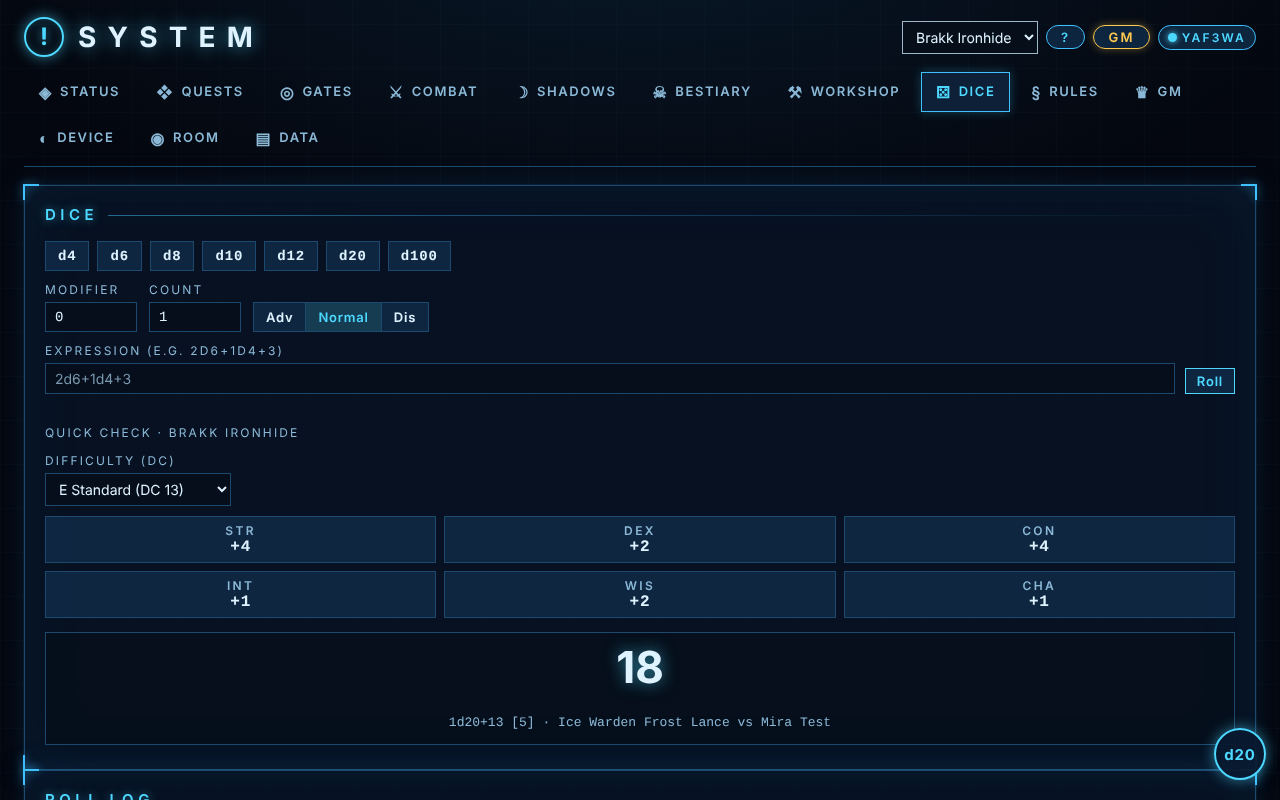 ! SYSTEM
Brakk Ironhide
?
GM
YAF3WA
STATUS
QUESTS
GATES
COMBAT
SHADOWS
BESTIARY
WORKSHOP
DICE
§ RULES
GM
DEVICE
ROOM
DATA
DICE
d4
d6
d8
d10
d12
d20
d100
MODIFIER
COUNT
0
1
Adv
Normal
Dis
EXPRESSION (E.G. 2D6+1D4+3)
2d6+1d4+3
Roll
QUICK CHECK · BRAKK IRONHIDE
DIFFICULTY (DC)
E Standard (DC 13)
STR
+4
DEX
+2
CON
+4
INT
+1
WIS
+2
CHA
+1
18
1d20+13 [5] · Ice Warden Frost Lance vs Mira Test
d20
ROLL LOG